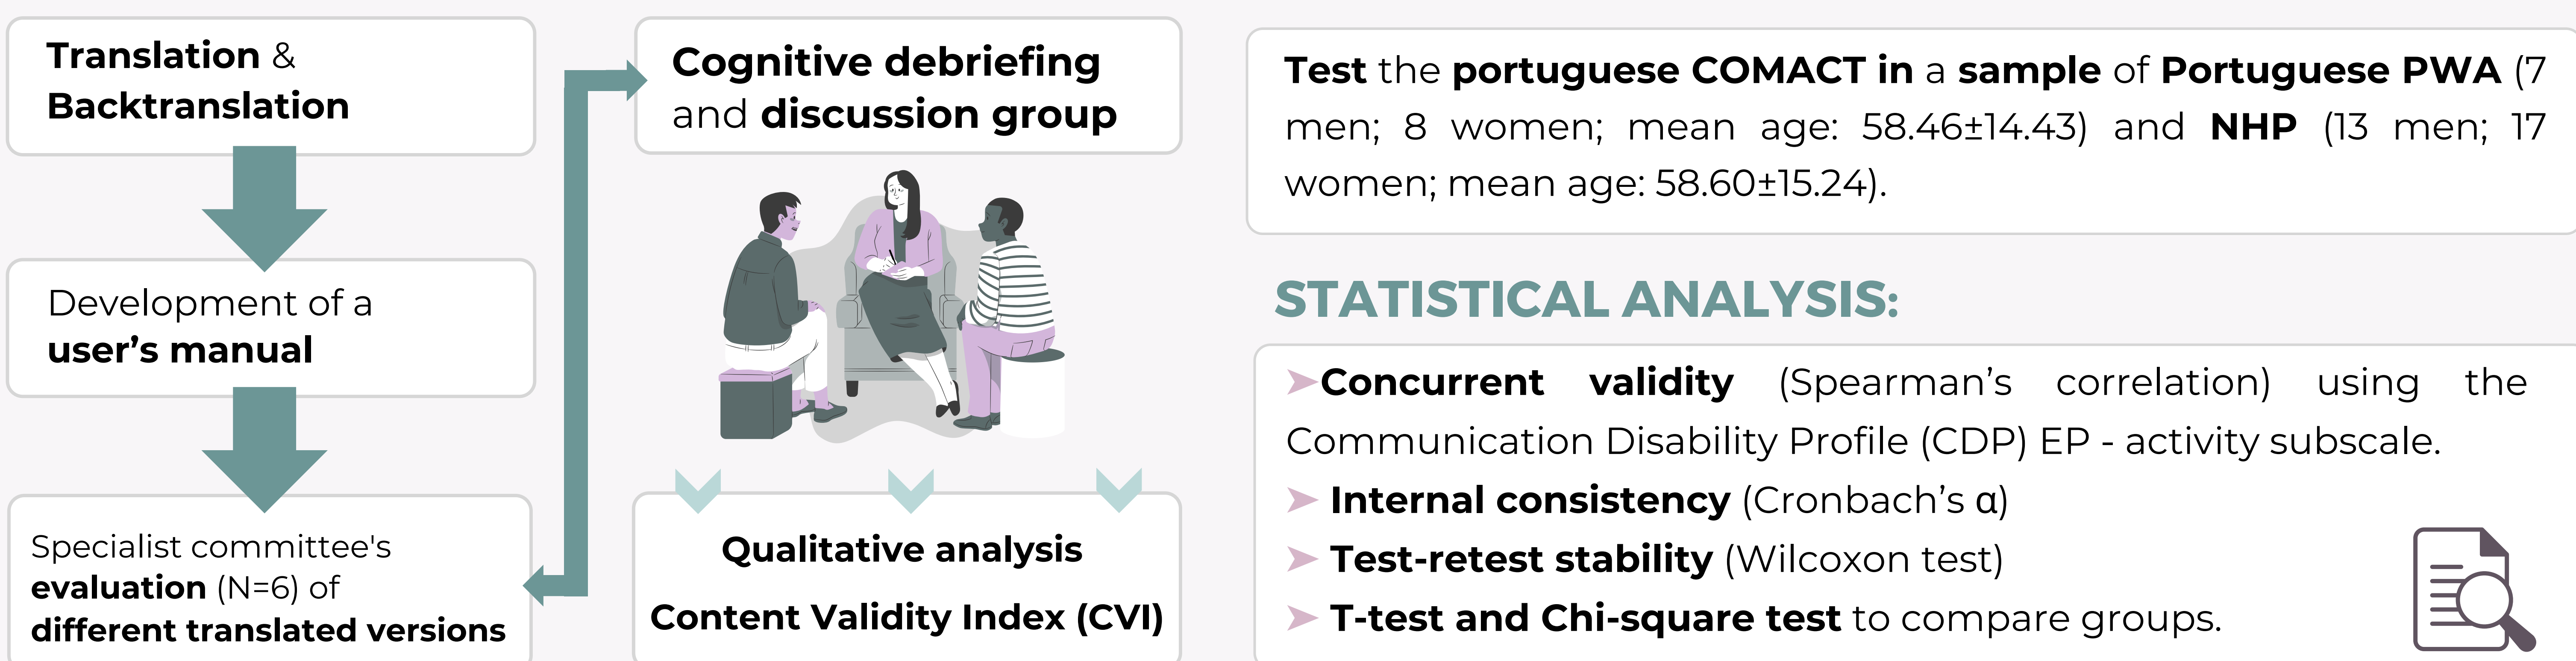 Translation &
Backtranslation
Development of a
user’s manual
Specialist committee's
evaluation (N=6) of
different translated versions
Cognitive debriefing
and discussion group
Qualitative analysis
Content Validity Index (CVI)
Test the portuguese COMACT in a sample of Portuguese PWA (7
men; 8 women; mean age: 58.46±14.43) and NHP (13 men; 17
women; mean age: 58.60±15.24).
STATISTICAL ANALYSIS:
➤Concurrent validity (Spearman’s correlation) using the
Communication Disability Profile (CDP) EP - activity subscale.
➤ Internal consistency (Cronbach’s α)
➤ Test-retest stability (Wilcoxon test)
➤ T-test and Chi-square test to compare groups.